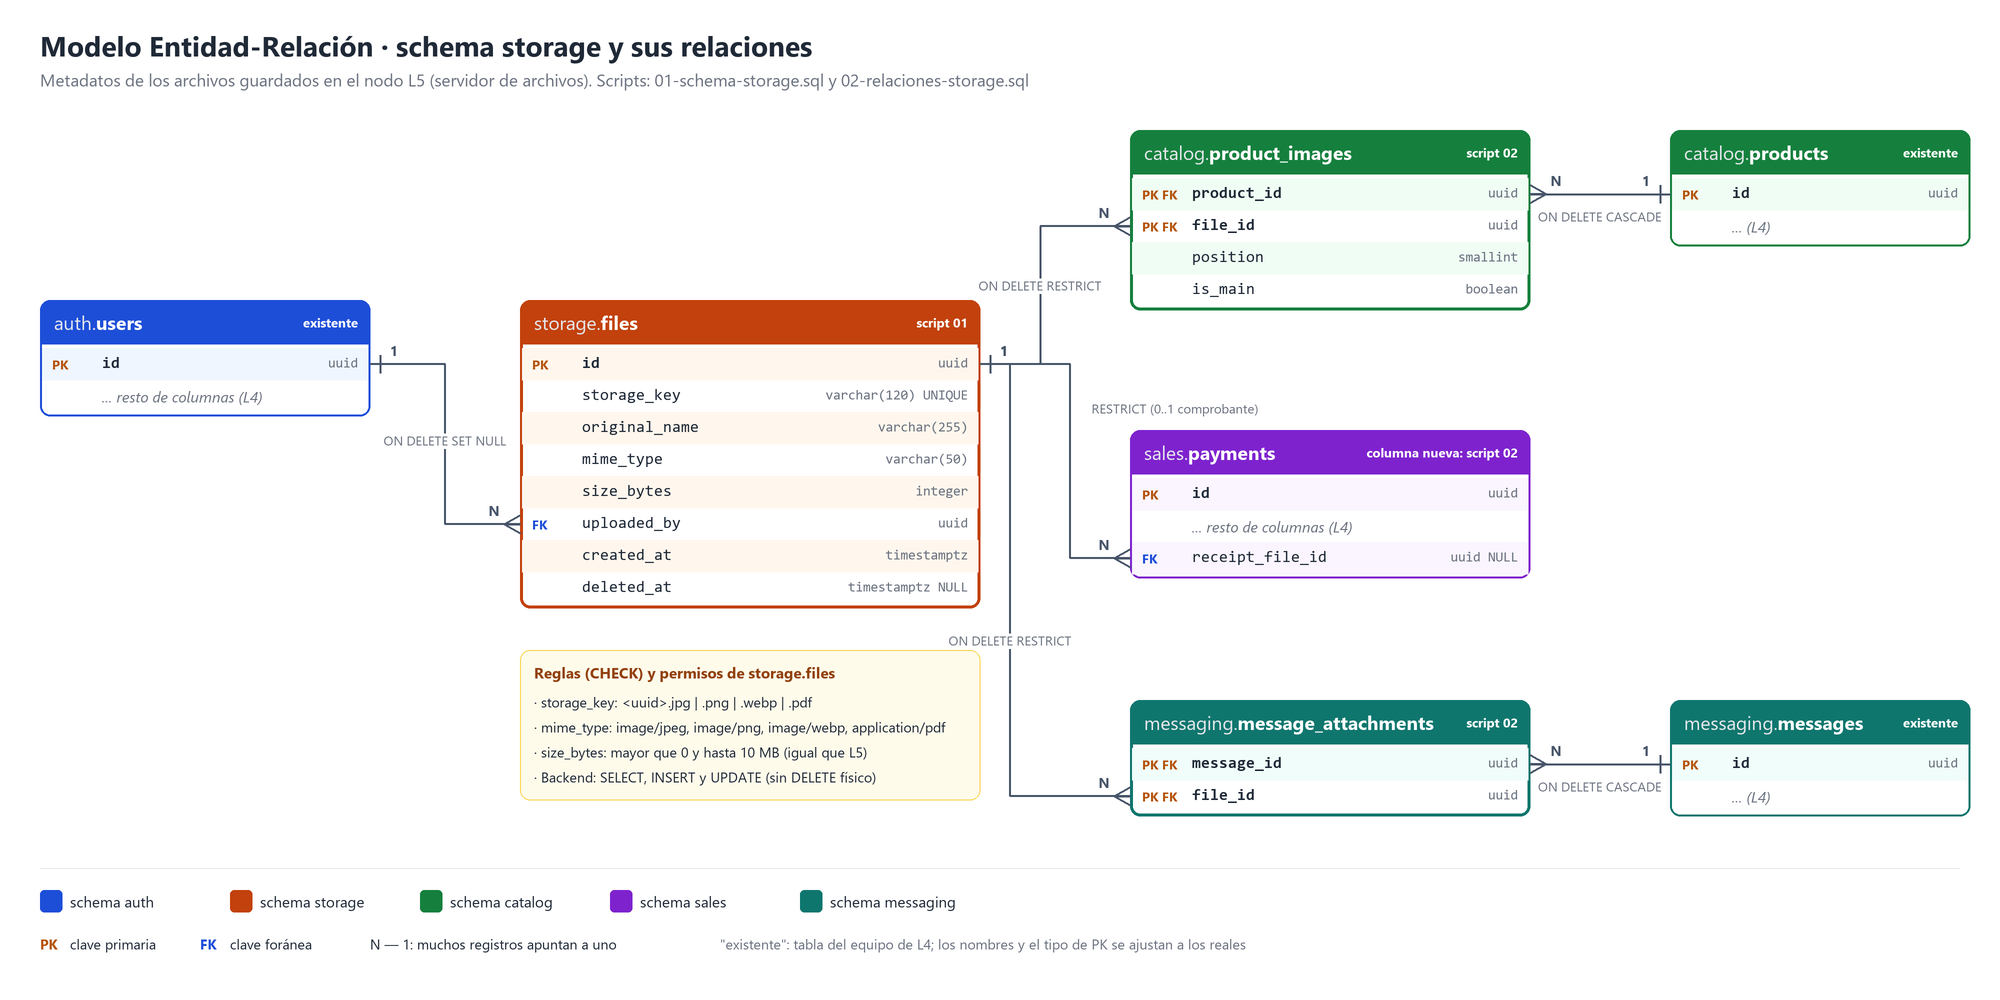 Modelo Entidad-Relación · schema storage y sus relaciones
Metadatos de los archivos guardados en el nodo L5 (servidor de archivos). Scripts: 01-schema-storage.sql y 02-relaciones-storage.sql
auth.users existente
PK id uuid
... resto de columnas (L4)
1
ON DELETE SET NULL
N
storage.files script 01
PK id uuid
storage_key varchar(120) UNIQUE
original_name varchar(255)
mime_type varchar(50)
size_bytes integer
FK uploaded_by uuid
created_at timestamptz
deleted_at timestamptz NULL
1
ON DELETE RESTRICT
N
catalog.product_images script 02
PK FK product_id uuid
PK FK file_id uuid
position smallint
is_main boolean
N 1
ON DELETE CASCADE
catalog.products existente
PK id uuid
... (L4)
RESTRICT (0..1 comprobante)
N
sales.payments columna nueva: script 02
PK id uuid
... resto de columnas (L4)
FK receipt_file_id uuid NULL
ON DELETE RESTRICT
N
Reglas (CHECK) y permisos de storage.files
· storage_key: <uuid>.jpg | .png | .webp | .pdf
· mime_type: image/jpeg, image/png, image/webp, application/pdf
· size_bytes: mayor que 0 y hasta 10 MB (igual que L5)
· Backend: SELECT, INSERT y UPDATE (sin DELETE físico)
messaging.message_attachments script 02
PK FK message_id uuid
PK FK file_id uuid
N 1
ON DELETE CASCADE
messaging.messages existente
PK id uuid
... (L4)
schema auth
schema storage
schema catalog
schema sales
schema messaging
PK clave primaria
FK clave foránea
N — 1: muchos registros apuntan a uno
"existente": tabla del equipo de L4; los nombres y el tipo de PK se ajustan a los reales